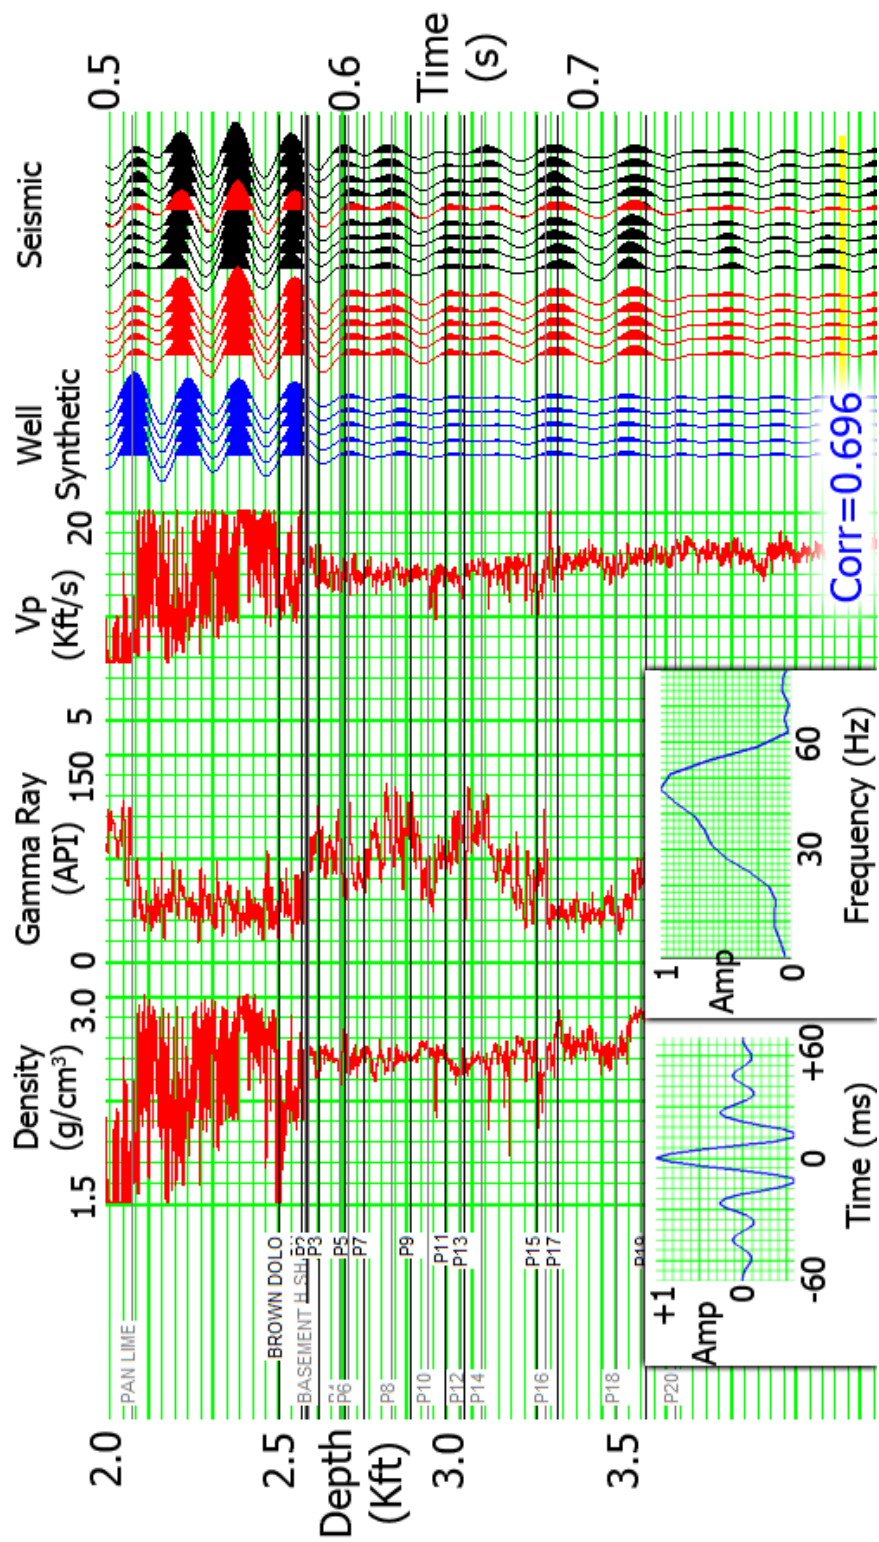 Density
(g/cm³)
1.5
3.0
Gamma Ray
(API)
0
150
Vp
(Kft/s)
5
20
Well
Synthetic
Seismic
0.5
0.6
Time
(s)
0.7
2.0
2.5
Depth
(Kft)
3.0
3.5
PAN LIME
BROWN DOLO
P2
BASEMENT H.SH
P3
P5
P6
P7
P8
P9
P10
P11
P12
P13
P14
P15
P16
P17
P18
P19
P20
Corr=0.696
+1
Amp
0
-60
0
+60
Time (ms)
1
Amp
0
30
60
Frequency (Hz)